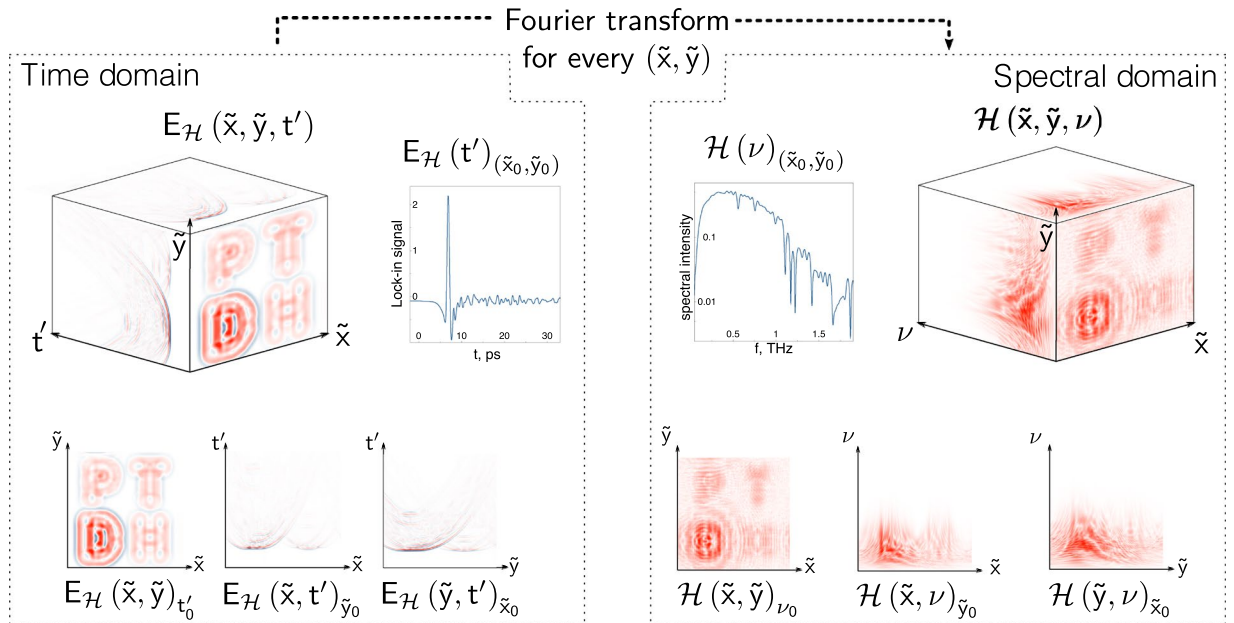 Fourier transform
for every (x̃, ỹ)
Time domain
E_ℋ (x̃, ỹ, t′)
E_ℋ (t′)_(x̃₀,ỹ₀)
ỹ
P T
D H
t′
x̃
Lock-in signal
2
1
0
0 10 20 30
t, ps
ỹ
P T
D H
x̃
E_ℋ (x̃, ỹ)_t′₀
t′
x̃
E_ℋ (x̃, t′)_ỹ₀
t′
ỹ
E_ℋ (ỹ, t′)_x̃₀
Spectral domain
ℋ (ν)_(x̃₀,ỹ₀)
ℋ (x̃, ỹ, ν)
spectral intensity
0.1
0.01
0.5 1.5
f, THz
ỹ
P T
D H
ν
x̃
ỹ
P T
D H
x̃
ℋ (x̃, ỹ)_ν₀
ν
x̃
ℋ (x̃, ν)_ỹ₀
ν
ỹ
ℋ (ỹ, ν)_x̃₀